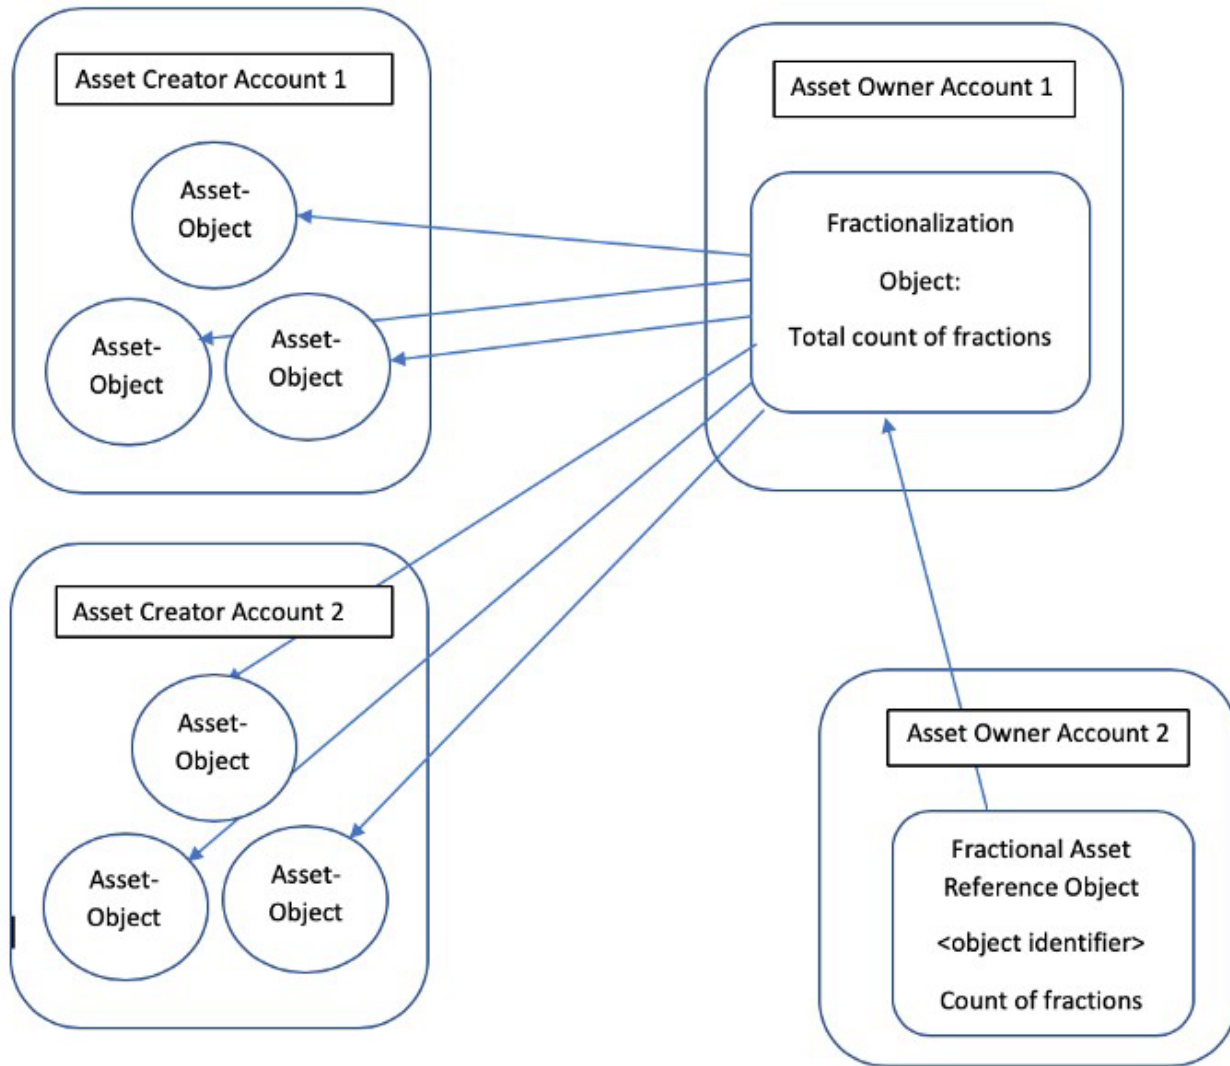 Asset Creator Account 1
Asset-
Object
Asset-
Object
Asset-
Object
Asset Owner Account 1
Fractionalization
Object:
Total count of fractions
Asset Creator Account 2
Asset-
Object
Asset-
Object
Asset-
Object
Asset Owner Account 2
Fractional Asset
Reference Object
<object identifier>
Count of fractions